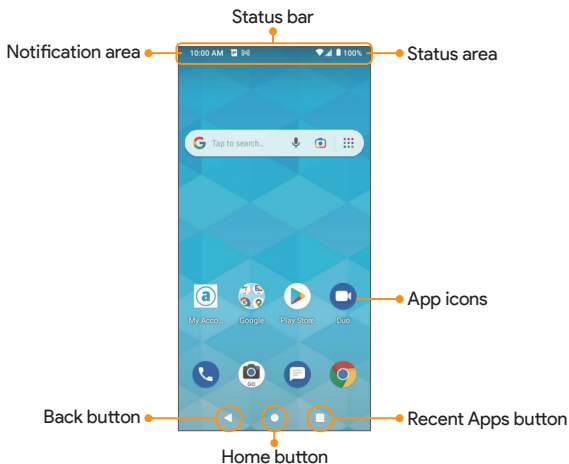 Status bar
Notification area
10:00 AM
100%
Status area
G Tap to search...
a
My Acco...
Google
Play Store
Duo
App icons
GO
Back button
Recent Apps button
Home button